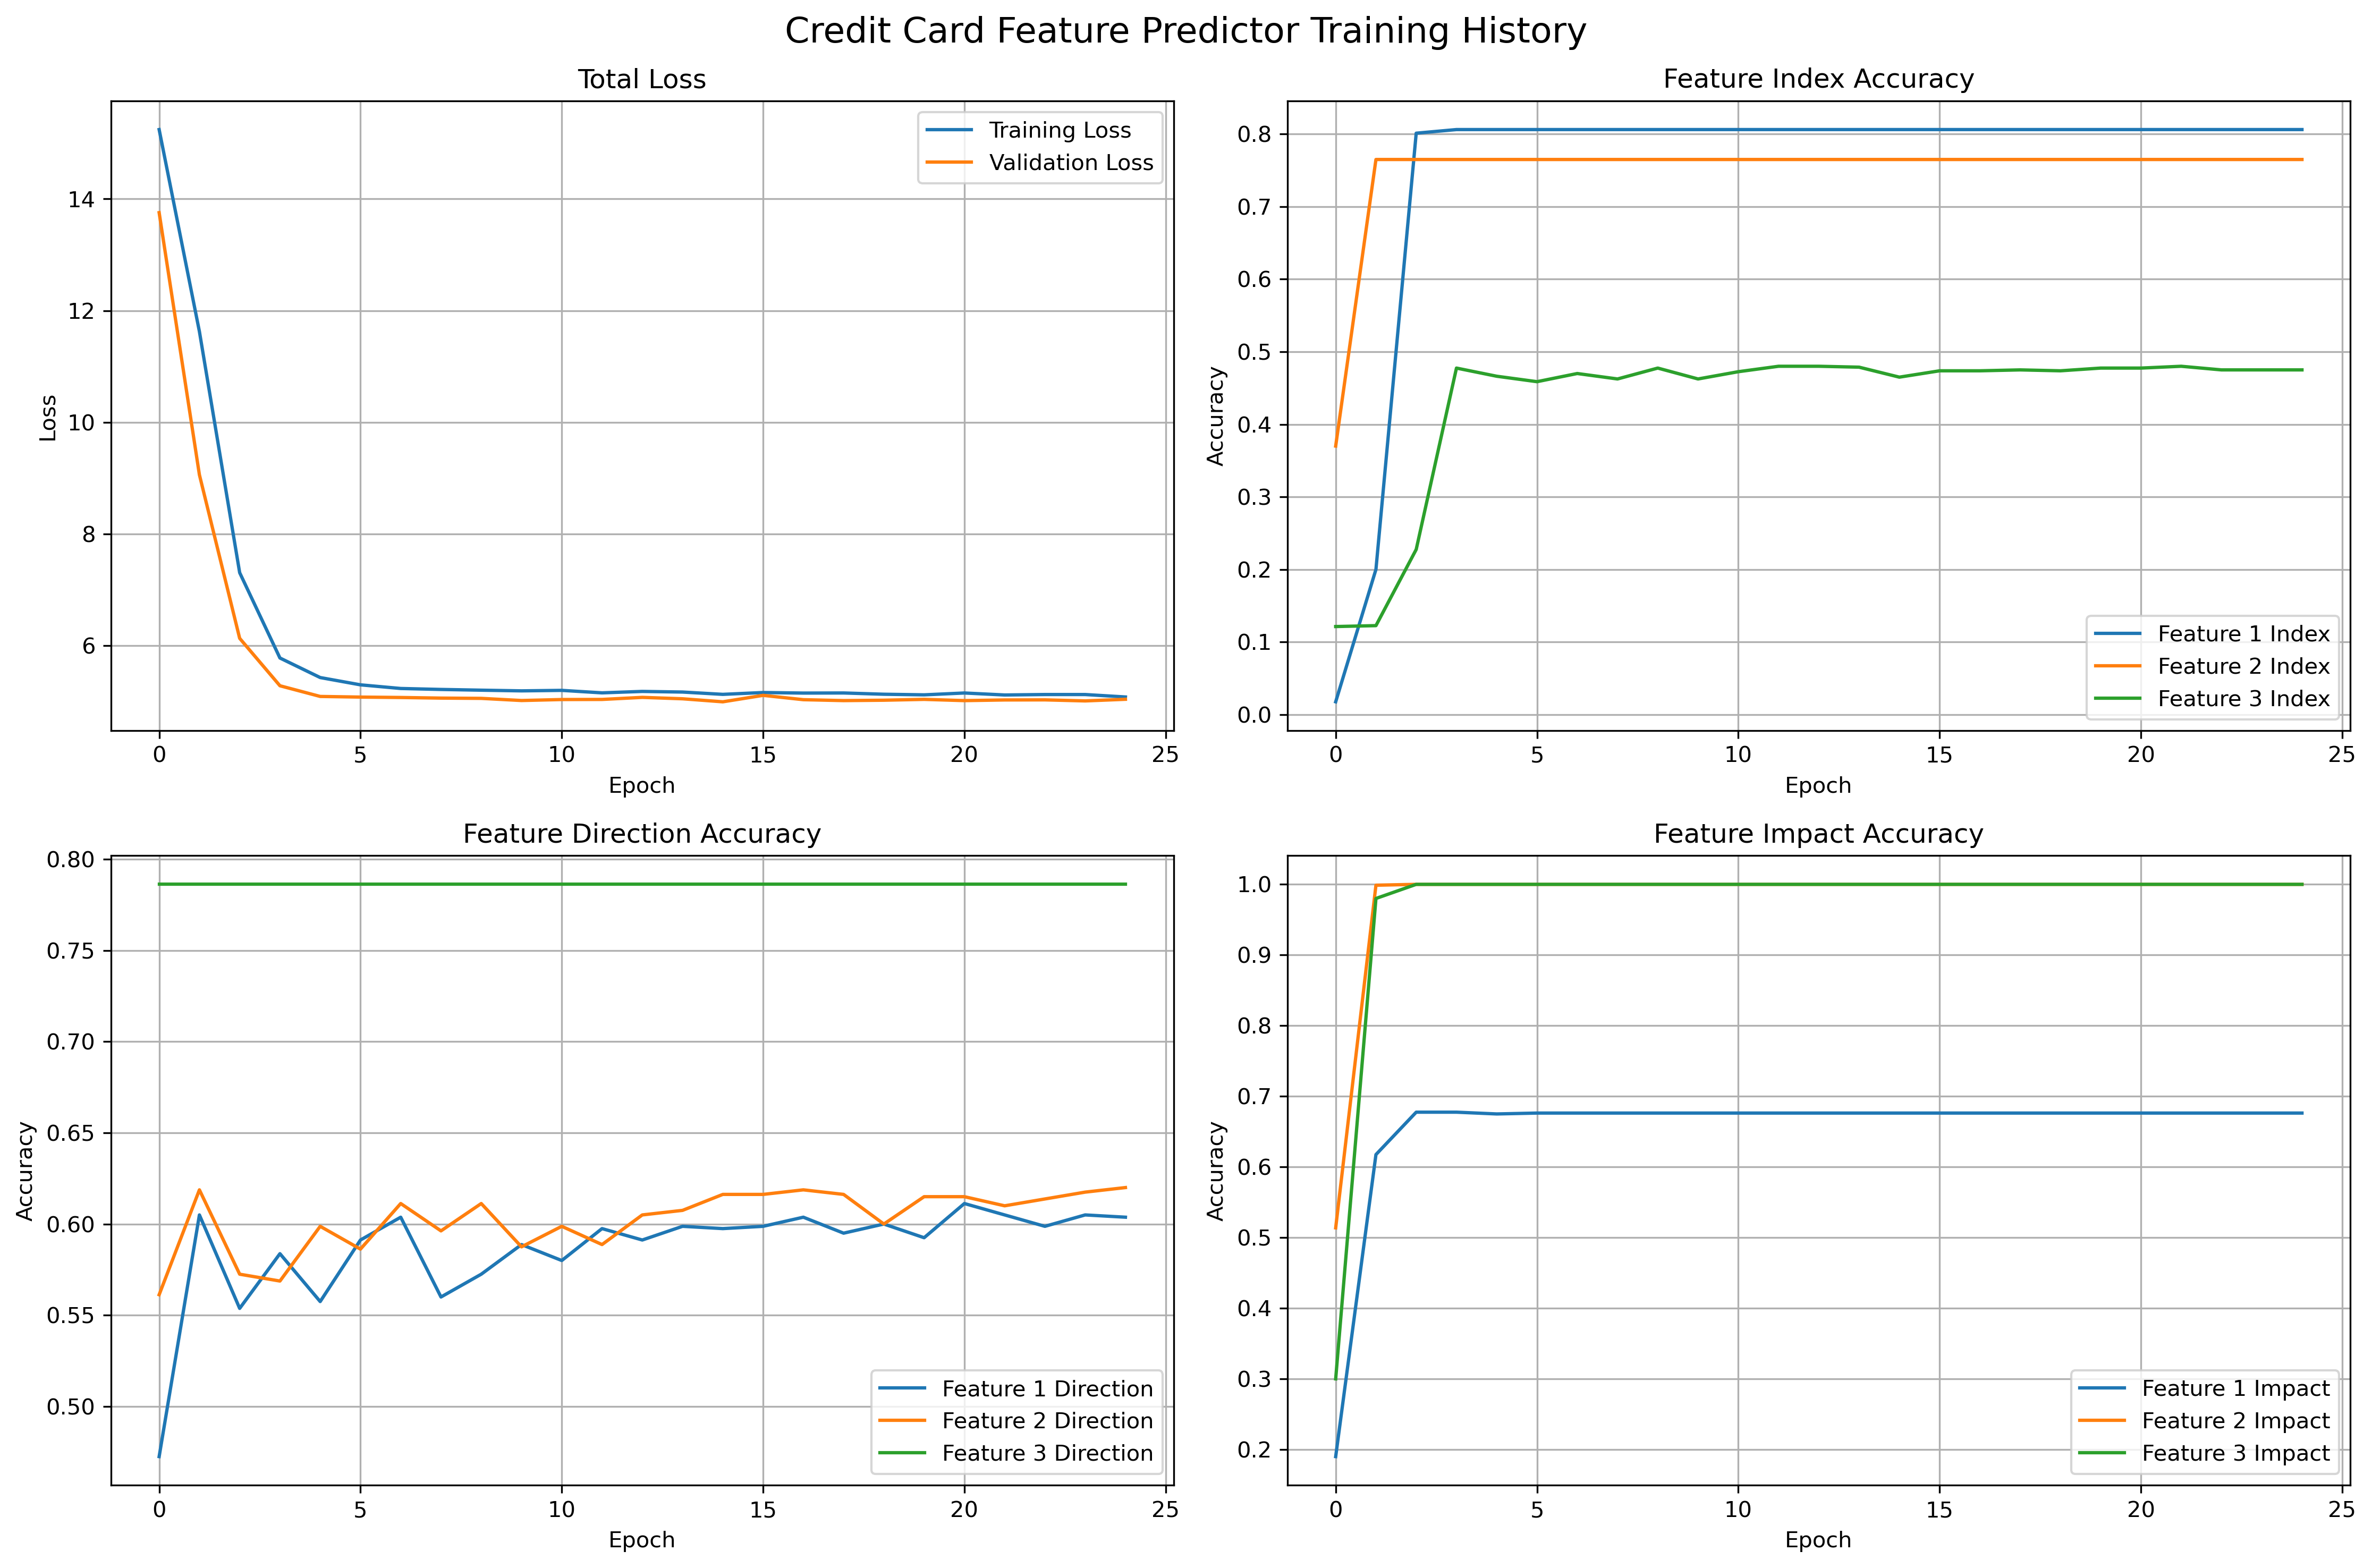 Credit Card Feature Predictor Training History
Total Loss
14
12
10
8
6
Loss
Training Loss
Validation Loss
0 5 10 15 20 25
Epoch
Feature Index Accuracy
0.8
0.7
0.6
0.5
0.4
0.3
0.2
0.1
0.0
Accuracy
Feature 1 Index
Feature 2 Index
Feature 3 Index
0 5 10 15 20 25
Epoch
Feature Direction Accuracy
0.80
0.75
0.70
0.65
0.60
0.55
0.50
Accuracy
Feature 1 Direction
Feature 2 Direction
Feature 3 Direction
0 5 10 15 20 25
Epoch
Feature Impact Accuracy
1.0
0.9
0.8
0.7
0.6
0.5
0.4
0.3
0.2
Accuracy
Feature 1 Impact
Feature 2 Impact
Feature 3 Impact
0 5 10 15 20 25
Epoch